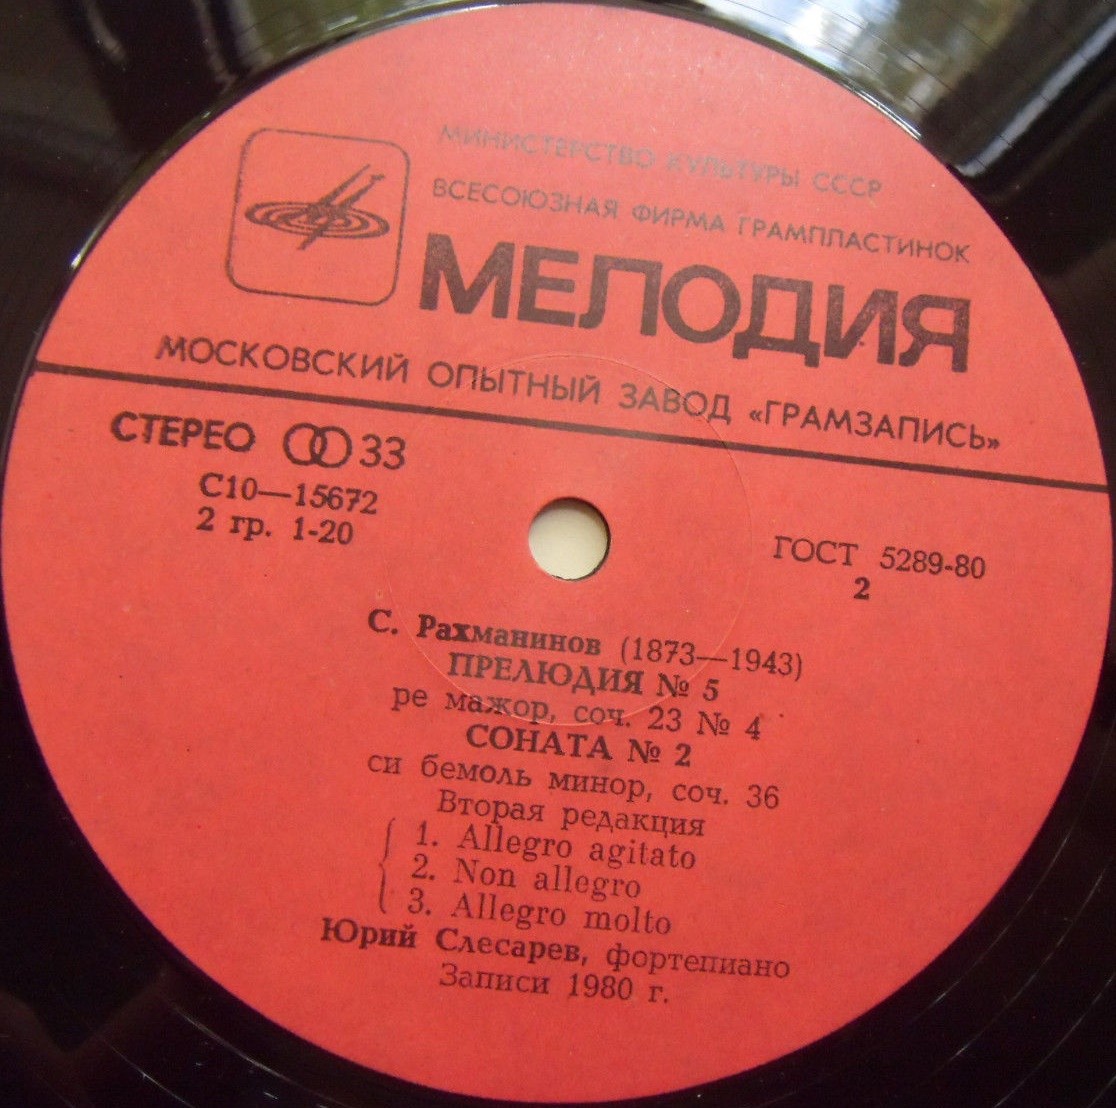 МИНИСТЕРСТВО КУЛЬТУРЫ СССР
ВСЕСОЮЗНАЯ ФИРМА ГРАМПЛАСТИНОК
МЕЛОДИЯ
МОСКОВСКИЙ ОПЫТНЫЙ ЗАВОД «ГРАМЗАПИСЬ»
СТЕРЕО 33
С10—15672
2 гр. 1-20
ГОСТ 5289-80
2
С. Рахманинов (1873—1943)
ПРЕЛЮДИЯ № 5
ре мажор, соч. 23 № 4
СОНАТА № 2
си бемоль минор, соч. 36
Вторая редакция
1. Allegro agitato
2. Non allegro
3. Allegro molto
Юрий Слесарев, фортепиано
Записи 1980 г.